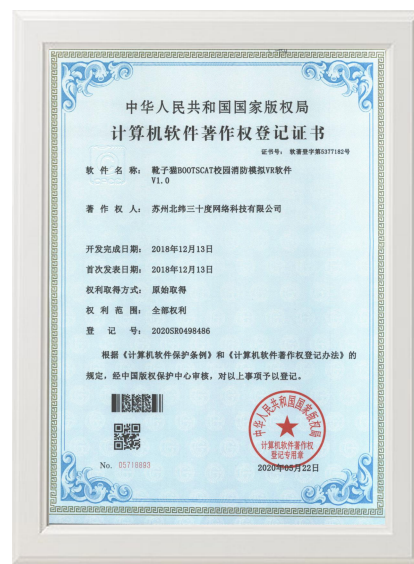 中华人民共和国国家版权局
计算机软件著作权登记证书
证书号： 软著登字第5377182号
软 件 名 称： 靴子猫BOOTSCAT校园消防模拟VR软件
V1.0
著 作 权 人： 苏州北纬三十度网络科技有限公司
开发完成日期： 2018年12月13日
首次发表日期： 2018年12月13日
权利取得方式： 原始取得
权 利 范 围： 全部权利
登 记 号： 2020SR0498486
根据《计算机软件保护条例》和《计算机软件著作权登记办法》的
规定，经中国版权保护中心审核，对以上事项予以登记。
中华人民共和国国家版权局
计算机软件著作权
登记专用章
No. 05718893
2020年05月22日